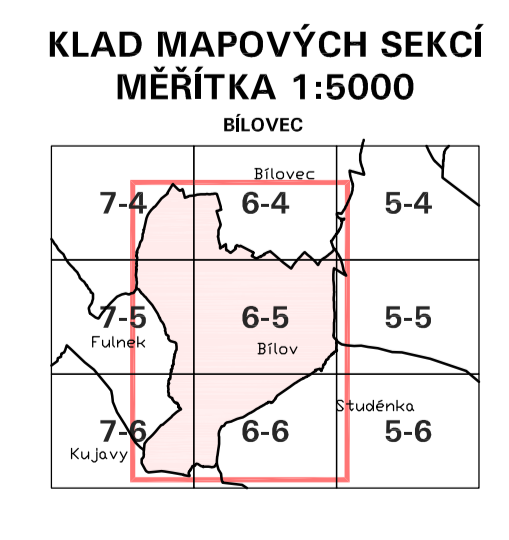 KLAD MAPOVÝCH SEKCÍ
MĚŘÍTKA 1:5000
BÍLOVEC
Bílovec
7-4 6-4 5-4
7-5 6-5 5-5
Fulnek
Bílov
Studénka
7-6 6-6 5-6
Kujavy